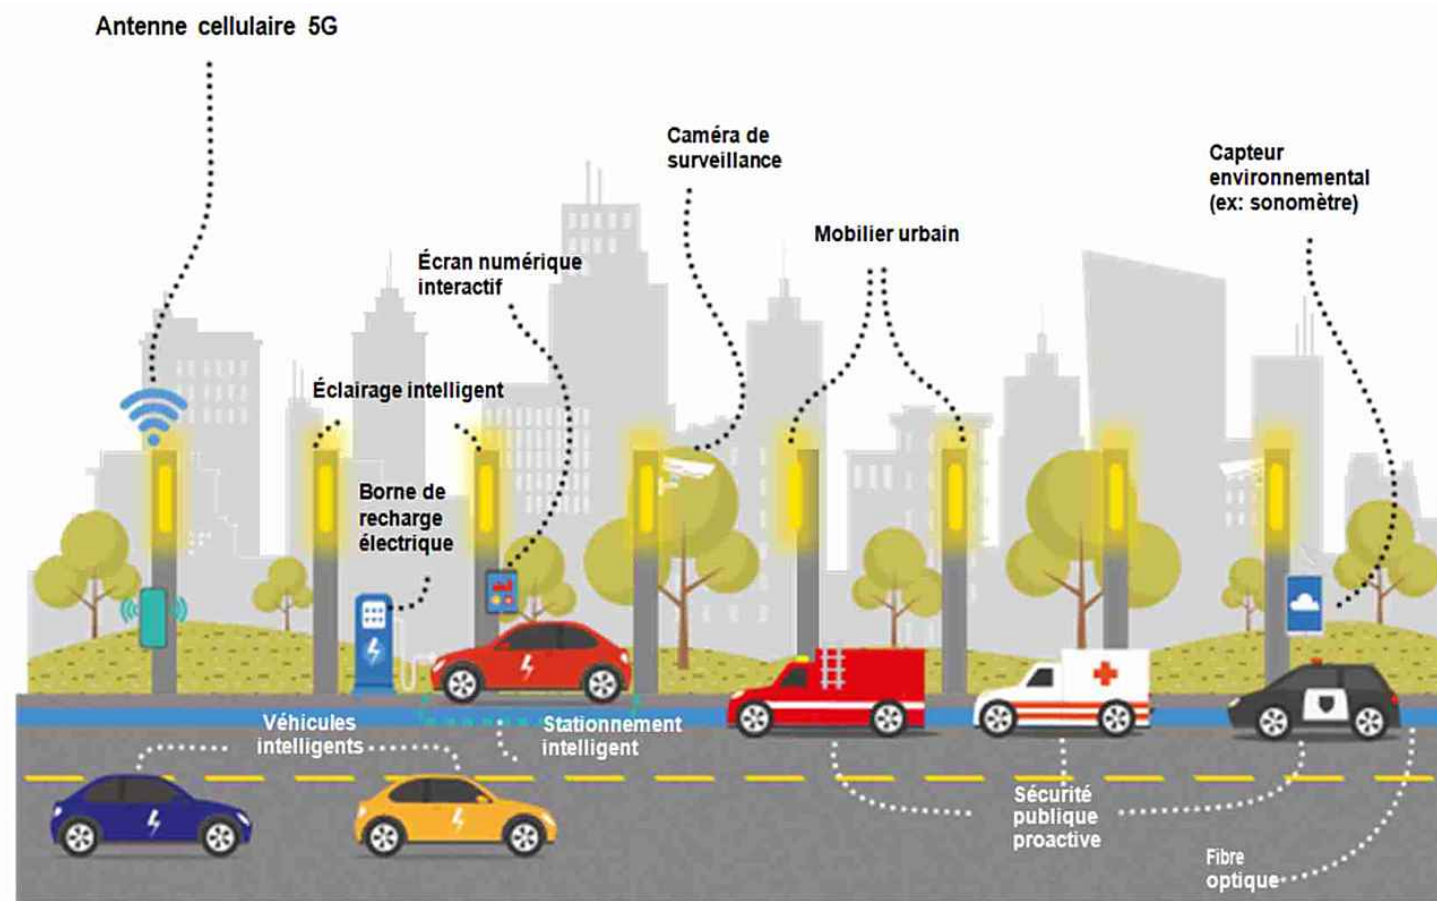 Antenne cellulaire 5G
Caméra de
surveillance
Capteur
environnemental
(ex: sonomètre)
Mobilier urbain
Écran numérique
interactif
Éclairage intelligent
Borne de
recharge
électrique
Véhicules
intelligents
Stationnement
intelligent
Sécurité
publique
proactive
Fibre
optique